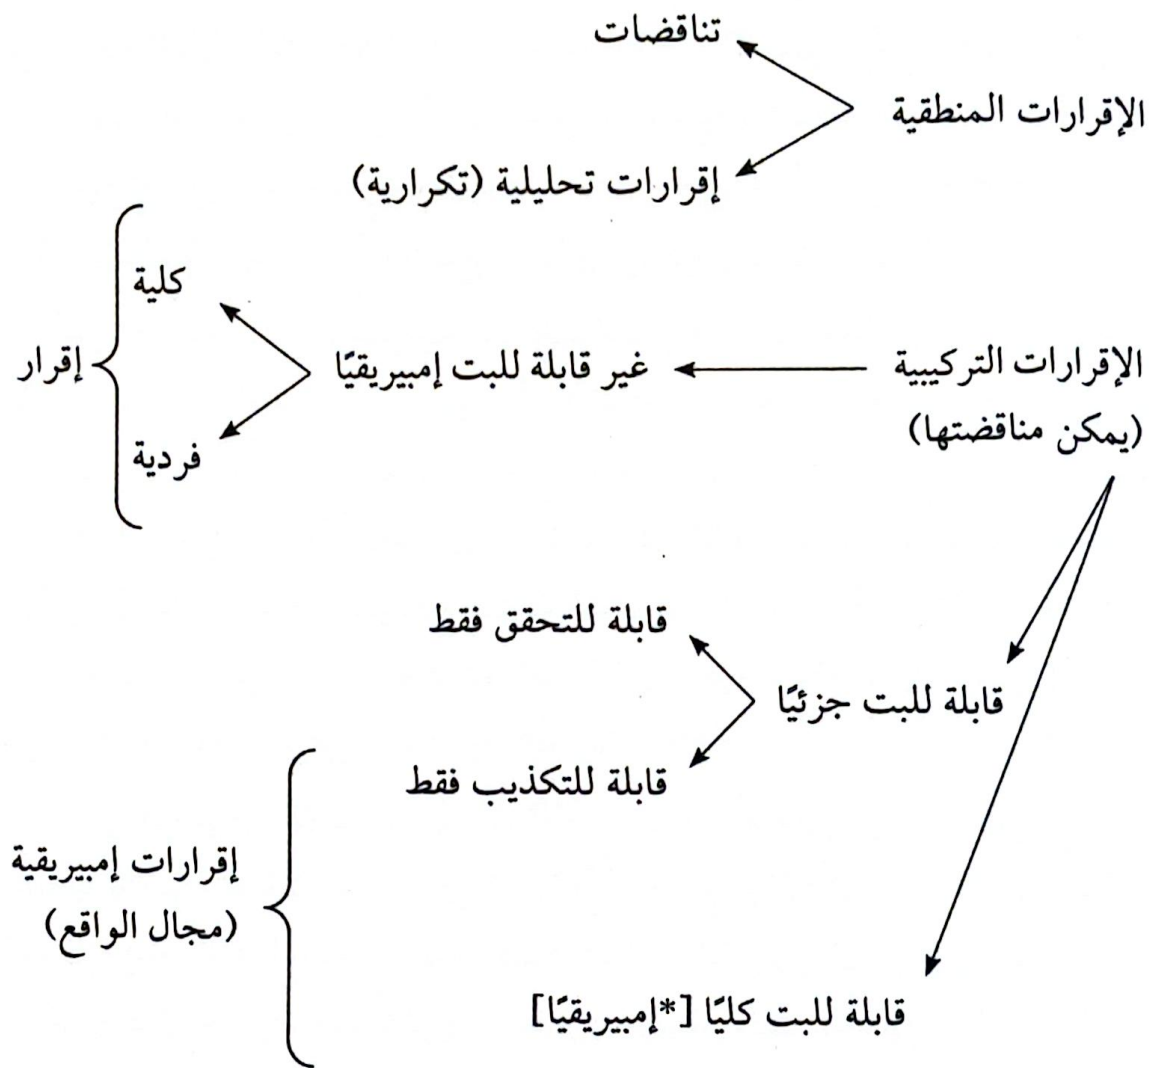 تناقضات
الإقرارات المنطقية
إقرارات تحليلية (تكرارية)
كلية
الإقرارات التركيبية
(يمكن مناقضتها)
غير قابلة للبت إمبيريقيًا
إقرار
فردية
قابلة للتحقق فقط
قابلة للبت جزئيًا
قابلة للتكذيب فقط
إقرارات إمبيريقية
(مجال الواقع)
قابلة للبت كليًا [*إمبيريقيًا]